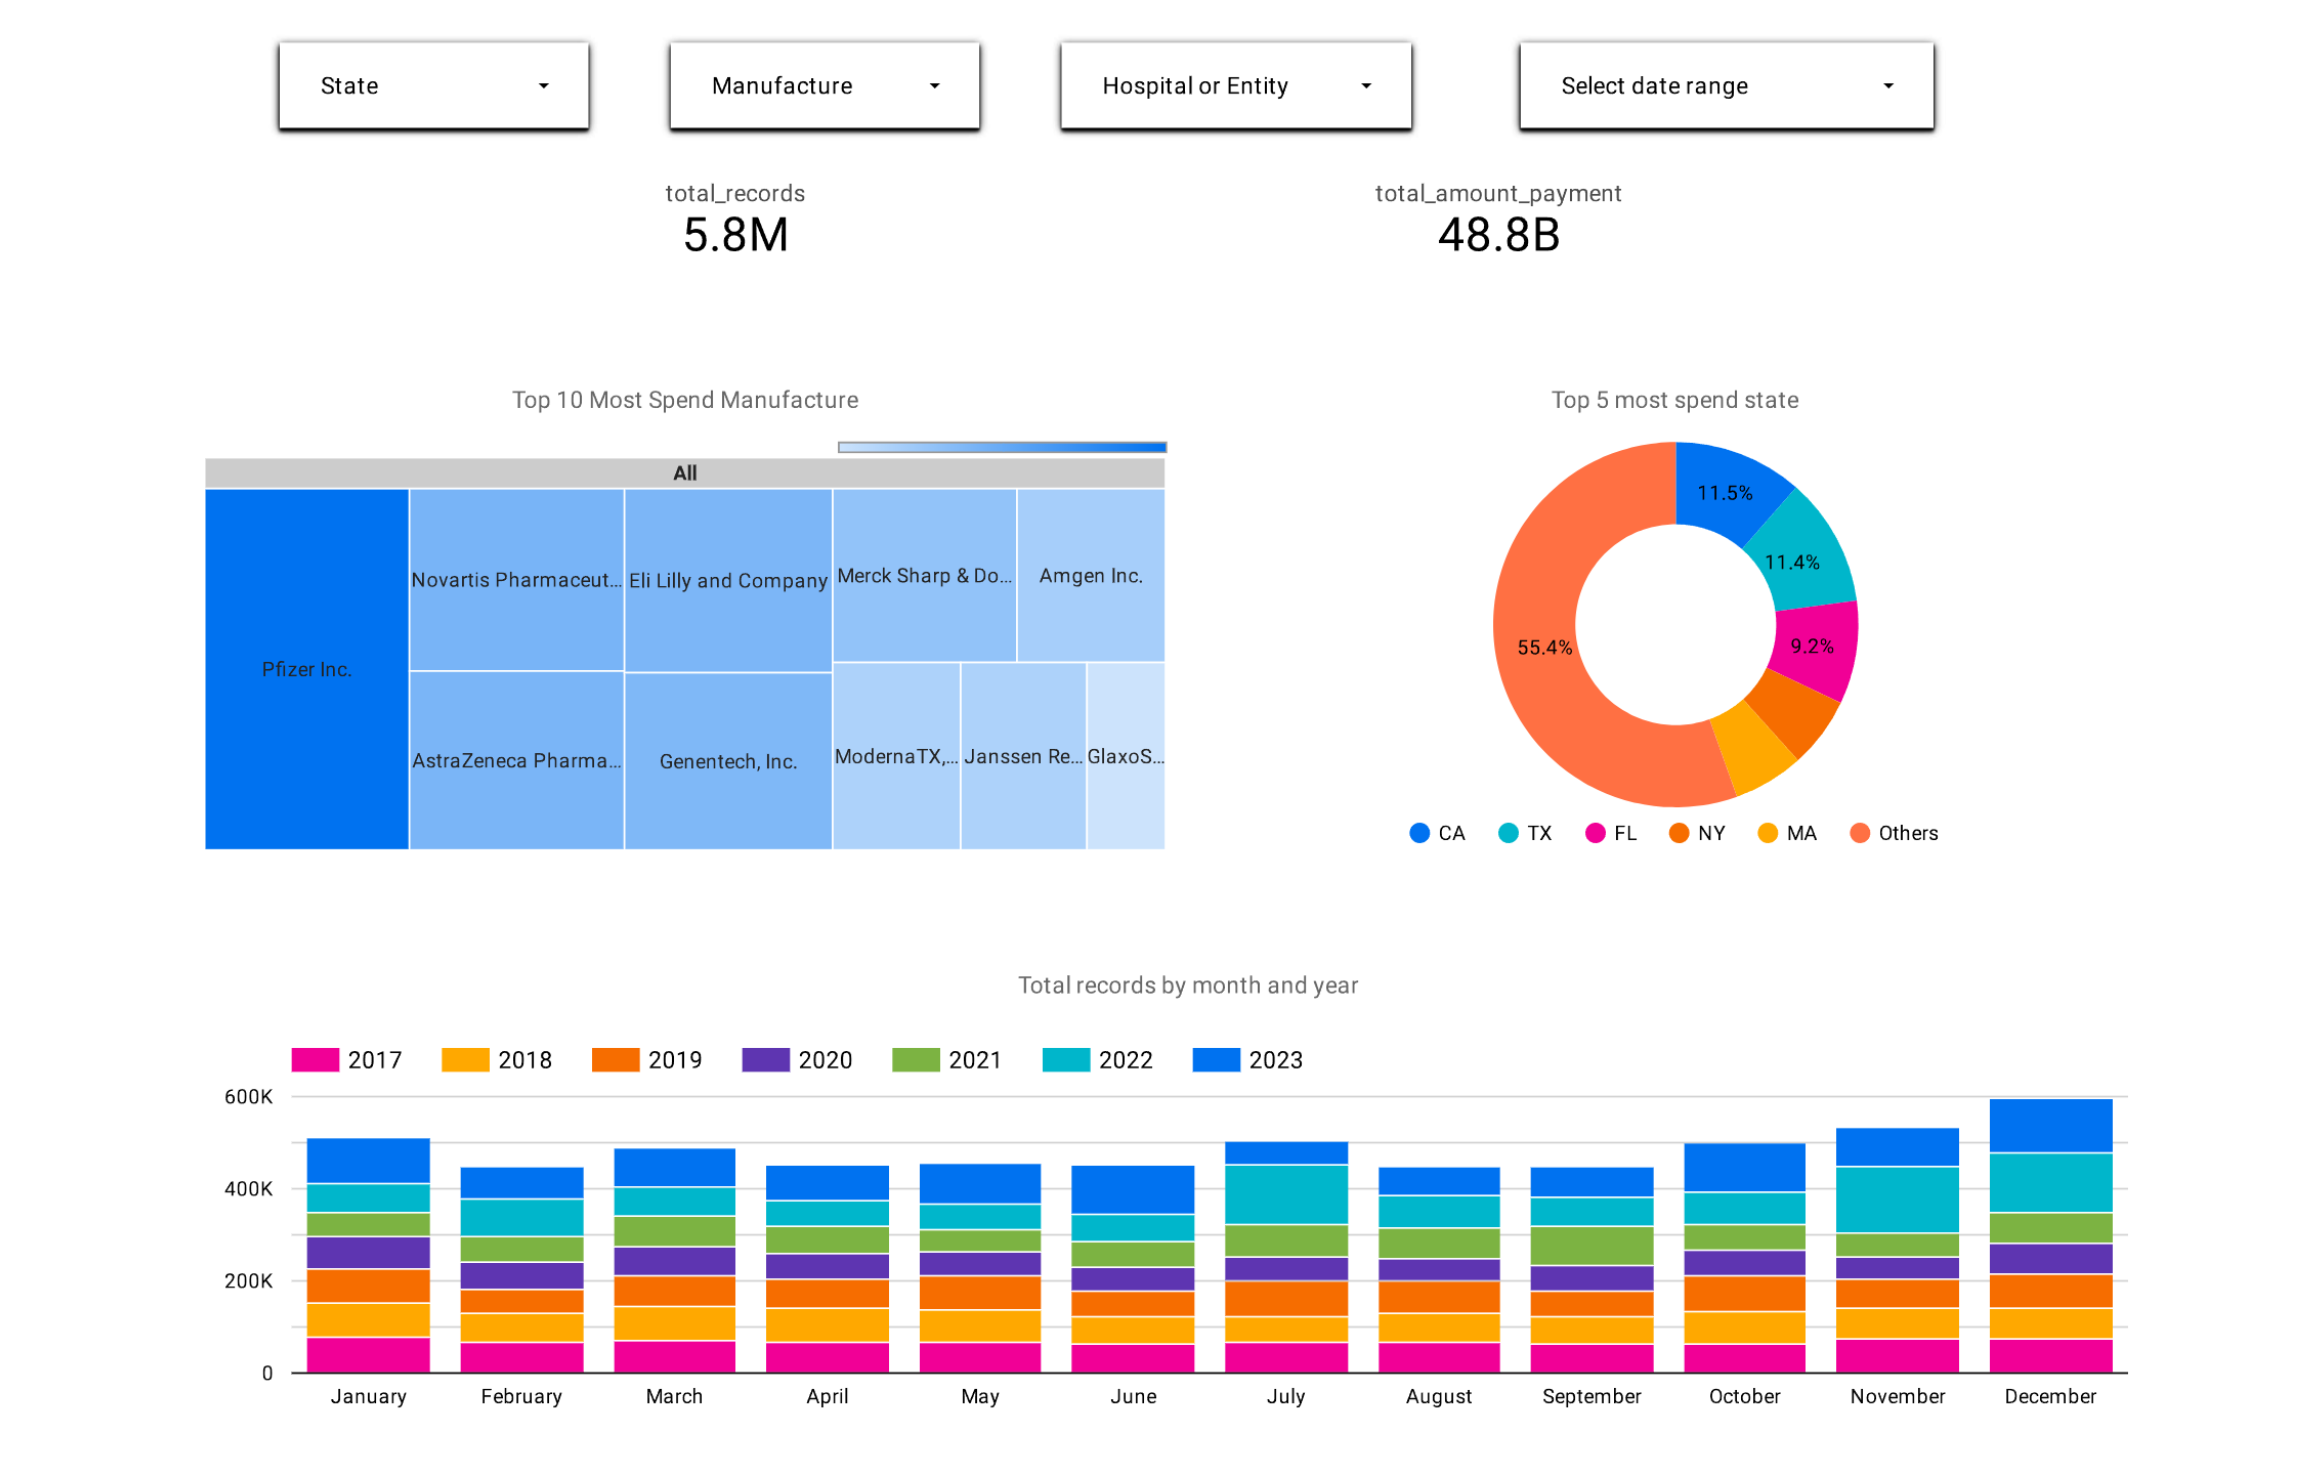 State
Manufacture
Hospital or Entity
Select date range
total_records
5.8M
total_amount_payment
48.8B
Top 10 Most Spend Manufacture
All
Pfizer Inc.
Novartis Pharmaceut...
Eli Lilly and Company
Merck Sharp & Do...
Amgen Inc.
AstraZeneca Pharma...
Genentech, Inc.
ModernaTX,...
Janssen Re...
GlaxoS...
Top 5 most spend state
11.5%
11.4%
9.2%
55.4%
CA
TX
FL
NY
MA
Others
Total records by month and year
2017
2018
2019
2020
2021
2022
2023
600K
400K
200K
0
January
February
March
April
May
June
July
August
September
October
November
December